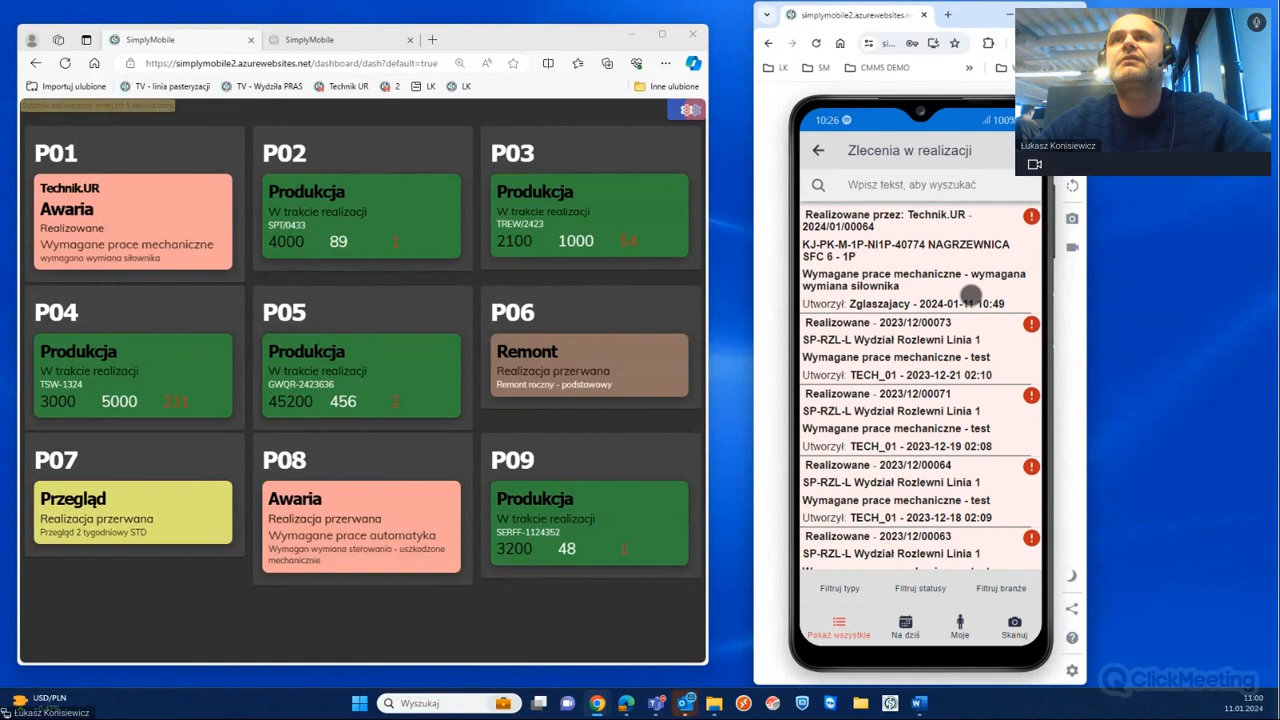 SimplyMobile
SimplyMobile
https://simplymobile2.azurewebsites.net/dashboard/dash?default=true
Importuj ulubione
TV - linia pasteryzacji
TV - Wydziła PRAS
Technik UR
2
LK
LK
Inne ulubione
P01
Technik.UR
Awaria
Realizowane
Wymagane prace mechaniczne
wymagana wymiana siłownika
P02
Produkcja
W trakcie realizacji
SPT/0433
4000 89 1
P03
Produkcja
W trakcie realizacji
TREW/2423
2100 1000 54
P04
Produkcja
W trakcie realizacji
TSW-1324
3000 5000 231
P05
Produkcja
W trakcie realizacji
GWQR-2423636
45200 456 2
P06
Remont
Realizacja przerwana
Remont roczny - podstawowy
P07
Przegląd
Realizacja przerwana
Przegląd 2 tygodniowy STD
P08
Awaria
Realizacja przerwana
Wymagane prace automatyka
Wymagan wymiana sterowania - uszkodzone
mechanicznie
P09
Produkcja
W trakcie realizacji
SERFF-1124352
3200 48 1
simplymobile2.azurewebsites.ne
si...
LK
SM
CMMS DEMO
»
10:26
100%
Zlecenia w realizacji
Wpisz tekst, aby wyszukać
Realizowane przez: Technik.UR -
2024/01/00064
KJ-PK-M-1P-NI1P-40774 NAGRZEWNICA
SFC 6 - 1P
Wymagane prace mechaniczne - wymagana
wymiana siłownika
Utworzył: Zglaszajacy - 2024-01-11 10:49
Realizowane - 2023/12/00073
SP-RZL-L Wydział Rozlewni Linia 1
Wymagane prace mechaniczne - test
Utworzył: TECH_01 - 2023-12-21 02:10
Realizowane - 2023/12/00071
SP-RZL-L Wydział Rozlewni Linia 1
Wymagane prace mechaniczne - test
Utworzył: TECH_01 - 2023-12-19 02:08
Realizowane - 2023/12/00064
SP-RZL-L Wydział Rozlewni Linia 1
Wymagane prace mechaniczne - test
Utworzył: TECH_01 - 2023-12-18 02:09
Realizowane - 2023/12/00063
SP-RZL-L Wydział Rozlewni Linia 1
Filtruj typy
Filtruj statusy
Filtruj branże
Pokaż wszystkie
Na dziś
Moje
Skanuj
Łukasz Konisiewicz
ClickMeeting
USD/PLN
Łukasz Konisiewicz
Wyszukaj
11:00
11.01.2024